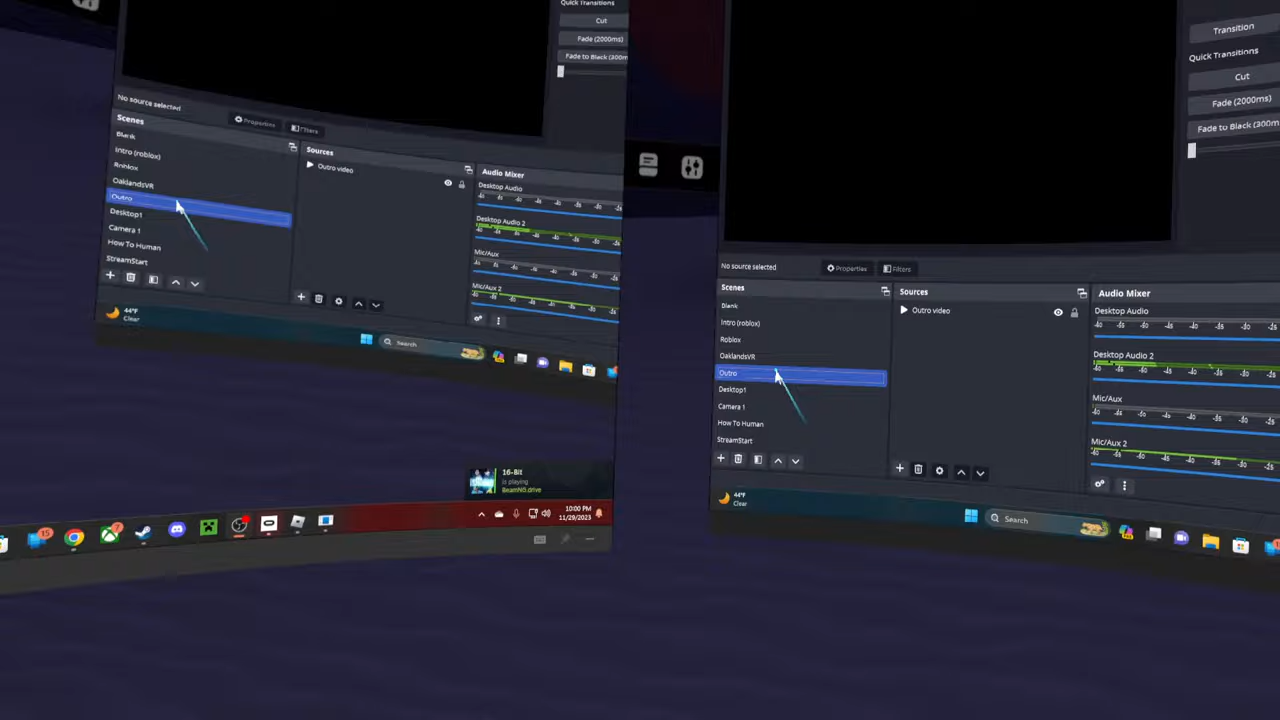 Quick Transitions
Cut
Fade (2000ms)
Fade to Black (300m
No source selected
Properties
Filters
Scenes
Blank
Intro (roblox)
Roblox
OaklandsVR
Outro
Desktop1
Camera 1
How To Human
StreamStart
Sources
Outro video
Audio Mixer
Desktop Audio
Desktop Audio 2
Mic/Aux
Mic/Aux 2
44°F
Clear
Search
16-Bit
is playing
BeamNG.drive
15
7
10:00 PM
11/29/2023
Transition
Quick Transitions
Cut
Fade (2000ms)
Fade to Black (300m
No source selected
Properties
Filters
Scenes
Blank
Intro (roblox)
Roblox
OaklandsVR
Outro
Desktop1
Camera 1
How To Human
StreamStart
Sources
Outro video
Audio Mixer
Desktop Audio
Desktop Audio 2
Mic/Aux
Mic/Aux 2
44°F
Clear
Search